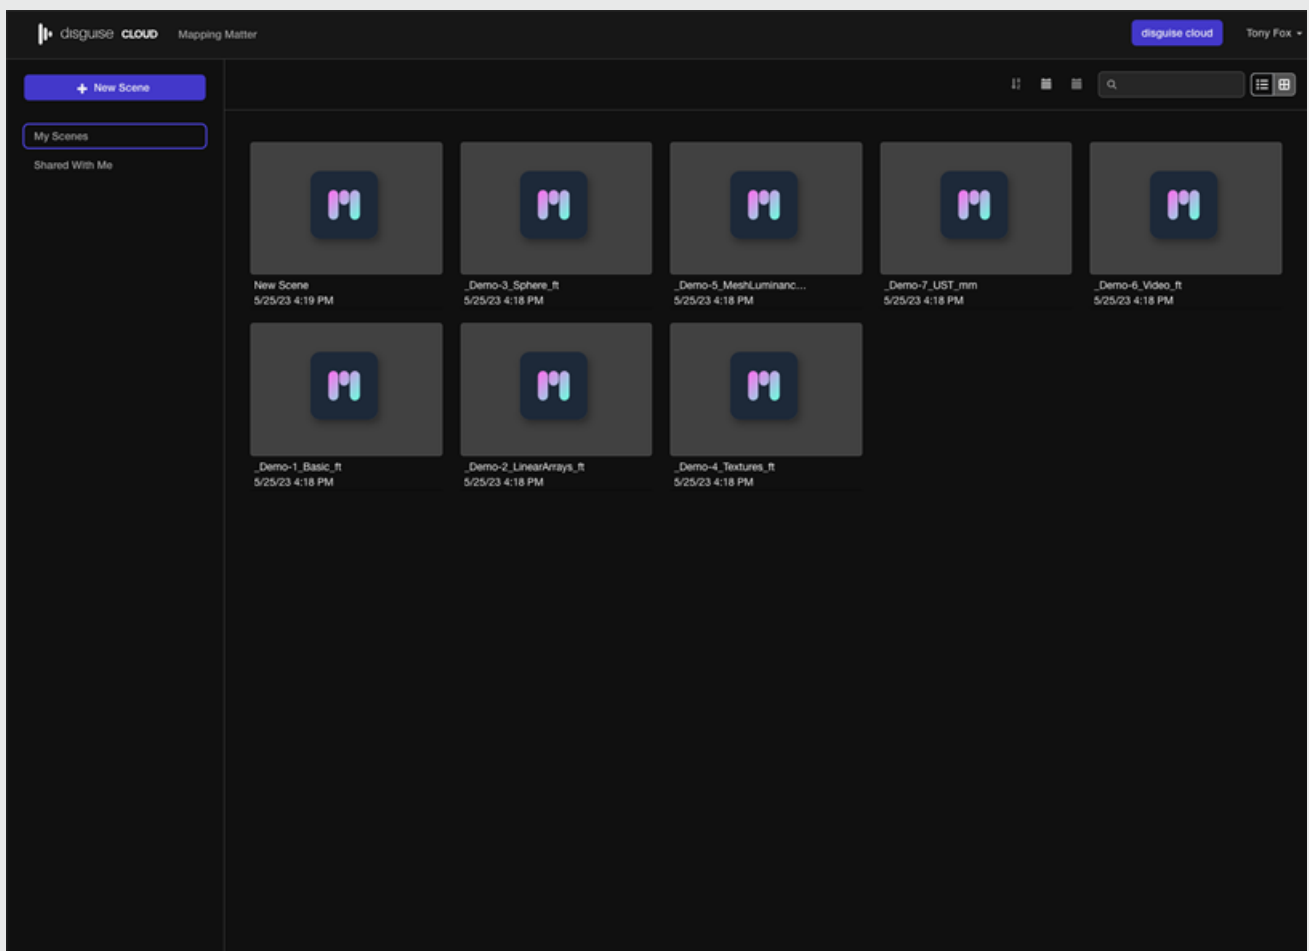 disguise CLOUD Mapping Matter disguise cloud Tony Fox
New Scene
My Scenes
Shared With Me
New Scene _Demo-3_Sphere_ft _Demo-5_MeshLuminanc... _Demo-7_UST_mm _Demo-6_Video_ft
5/25/23 4:19 PM 5/25/23 4:18 PM 5/25/23 4:18 PM 5/25/23 4:18 PM 5/25/23 4:18 PM
_Demo-1_Basic_ft _Demo-2_LinearArrays_ft _Demo-4_Textures_ft
5/25/23 4:18 PM 5/25/23 4:18 PM 5/25/23 4:18 PM